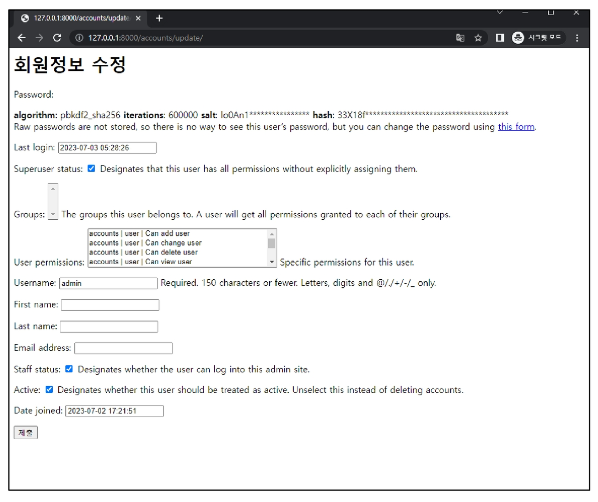 127.0.0.1:8000/accounts/update
127.0.0.1:8000/accounts/update/
시크릿 모드
회원정보 수정
Password:
algorithm: pbkdf2_sha256 iterations: 600000 salt: lo0An1**************** hash: 33X18f**************************************
Raw passwords are not stored, so there is no way to see this user's password, but you can change the password using this form.
Last login: 2023-07-03 05:28:26
Superuser status: Designates that this user has all permissions without explicitly assigning them.
Groups: The groups this user belongs to. A user will get all permissions granted to each of their groups.
accounts | user | Can add user
accounts | user | Can change user
accounts | user | Can delete user
accounts | user | Can view user
User permissions: Specific permissions for this user.
Username: admin Required. 150 characters or fewer. Letters, digits and @/./+/-/_ only.
First name:
Last name:
Email address:
Staff status: Designates whether the user can log into this admin site.
Active: Designates whether this user should be treated as active. Unselect this instead of deleting accounts.
Date joined: 2023-07-02 17:21:51
제출